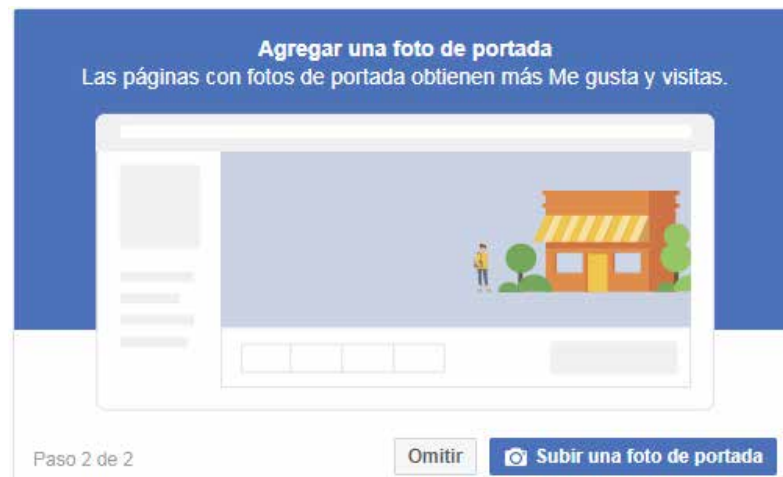 Agregar una foto de portada
Las páginas con fotos de portada obtienen más Me gusta y visitas.
Paso 2 de 2
Omitir
Subir una foto de portada